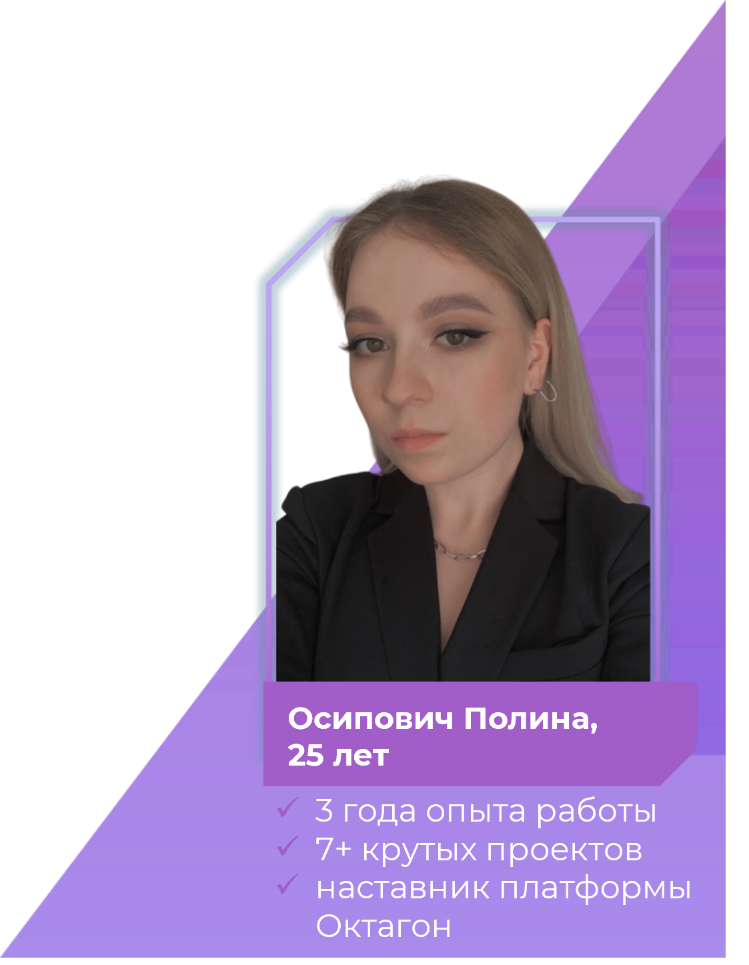 Осипович Полина,
25 лет
3 года опыта работы
7+ крутых проектов
наставник платформы
Октагон